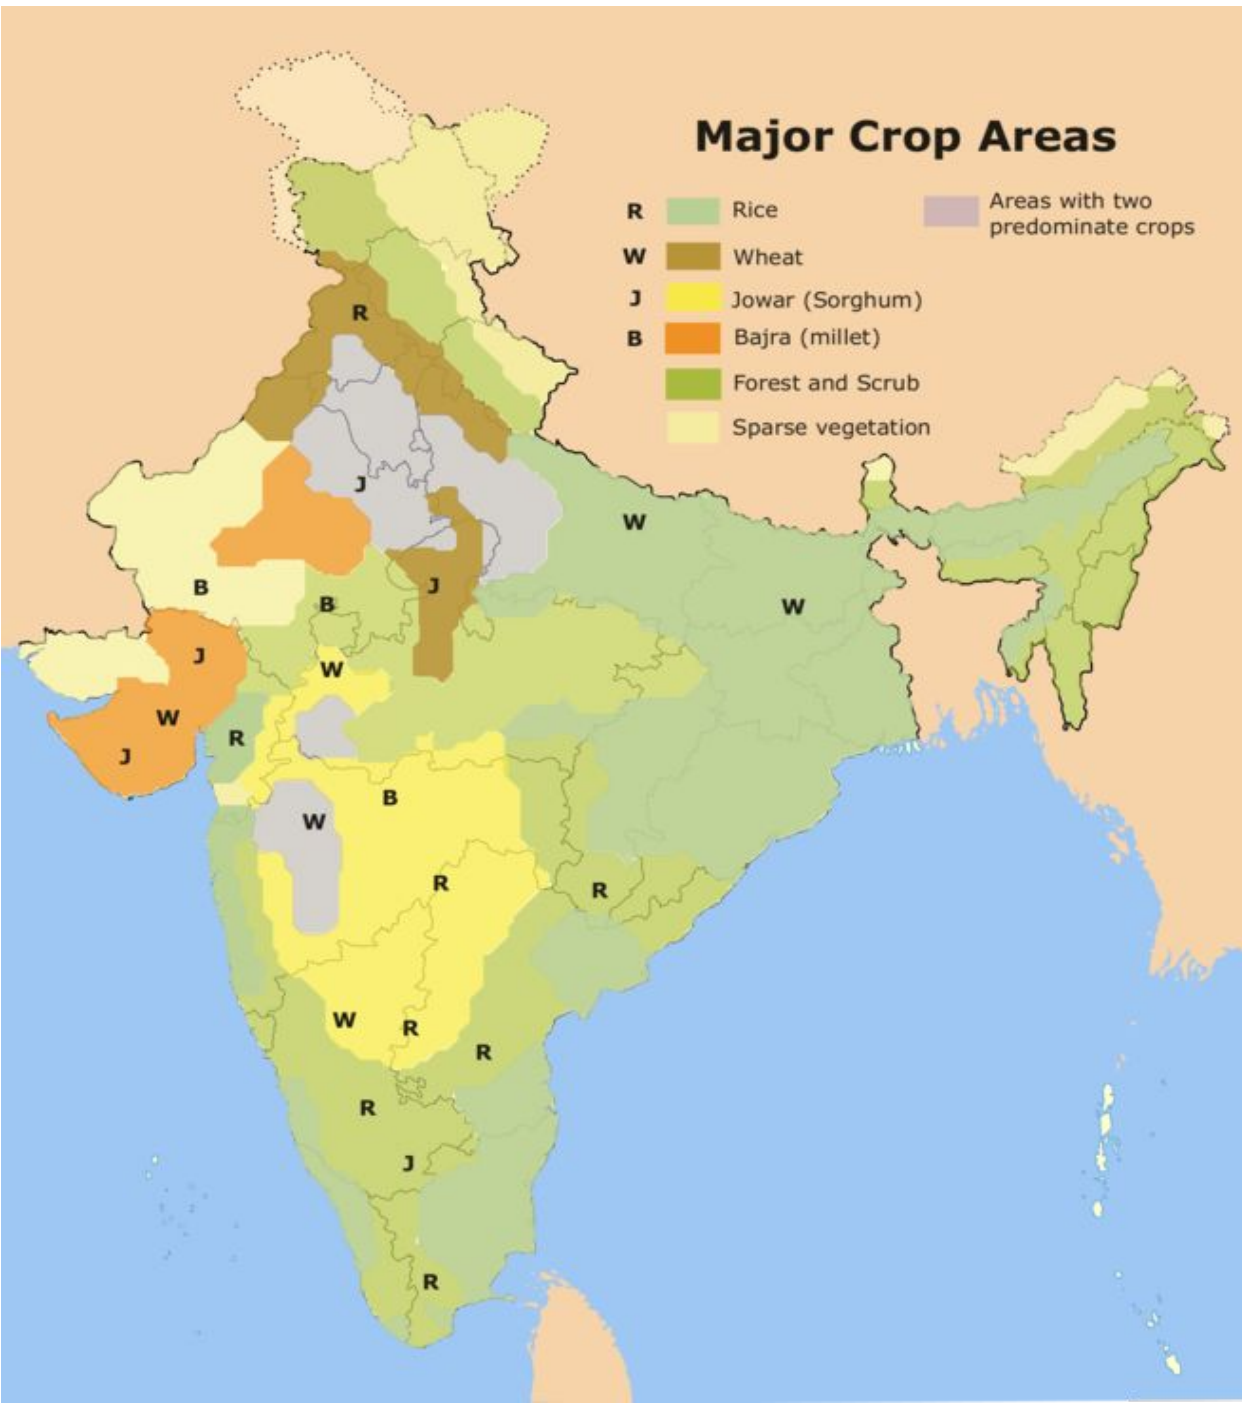 Major Crop Areas
R Rice
Areas with two
predominate crops
W Wheat
J Jowar (Sorghum)
B Bajra (millet)
Forest and Scrub
Sparse vegetation
R
J
W
J
B
B
W
J
W
W
R
J
B
W
R
R
W
R
R
R
J
R